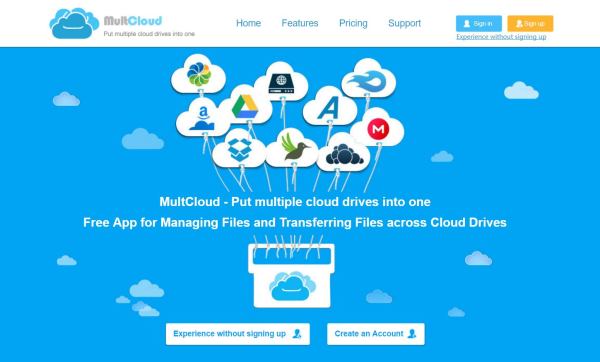 MultCloud
Put multiple cloud drives into one
Home Features Pricing Support
Sign in Sign up
Experience without signing up
MultCloud - Put multiple cloud drives into one
Free App for Managing Files and Transferring Files across Cloud Drives
Experience without signing up Create an Account